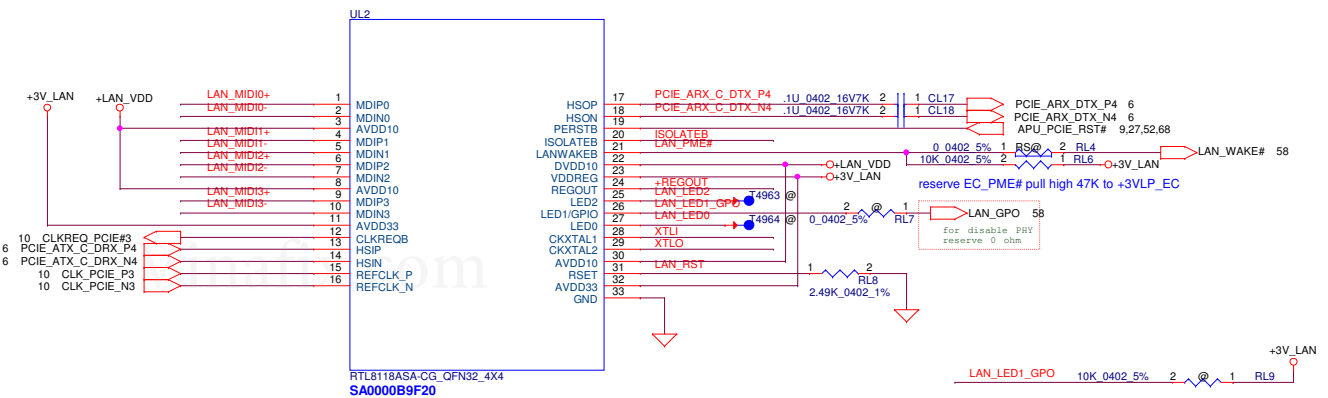 UL2
+3V_LAN
+LAN_VDD
LAN_MIDI0+ 1 MDIP0
LAN_MIDI0- 2 MDIN0
3 AVDD10
LAN_MIDI1+ 4 MDIP1
LAN_MIDI1- 5 MDIN1
LAN_MIDI2+ 6 MDIP2
LAN_MIDI2- 7 MDIN2
8 AVDD10
LAN_MIDI3+ 9 MDIP3
LAN_MIDI3- 10 MDIN3
11 AVDD33
10 CLKREQ_PCIE#3 12 CLKREQB
6 PCIE_ATX_C_DRX_P4 13 HSIP
6 PCIE_ATX_C_DRX_N4 14 HSIN
10 CLK_PCIE_P3 15 REFCLK_P
10 CLK_PCIE_N3 16 REFCLK_N
HSOP 17 PCIE_ARX_C_DTX_P4 .1U_0402_16V7K 2 1 CL17 PCIE_ARX_DTX_P4 6
HSON 18 PCIE_ARX_C_DTX_N4 .1U_0402_16V7K 2 1 CL18 PCIE_ARX_DTX_N4 6
PERSTB 19 APU_PCIE_RST# 9,27,52,68
ISOLATEB 20 ISOLATEB
LANWAKEB 21 LAN_PME# 0_0402_5% 1 RS@ 2 RL4 LAN_WAKE# 58
10K_0402_5% 1 2 RL6 +3V_LAN
DVDD10 22 +LAN_VDD
VDDREG 23 +3V_LAN
reserve EC_PME# pull high 47K to +3VLP_EC
REGOUT 24 +REGOUT
LED2 25 LAN_LED2 T4963 @
LED1/GPIO 26 LAN_LED1_GPO 0_0402_5% 2 @ 1 RL7 LAN_GPO 58
LED0 27 LAN_LED0 T4964 @
for disable PHY
reserve 0 ohm
CKXTAL1 28 XTLI
CKXTAL2 29 XTLO
AVDD10 30
RSET 31 LAN_RST 1 2 RL8
2.49K_0402_1%
AVDD33 32
GND 33
winafix.com
RTL8118ASA-CG_QFN32_4X4
SA0000B9F20
+3V_LAN
LAN_LED1_GPO 10K_0402_5% 2 @ 1 RL9